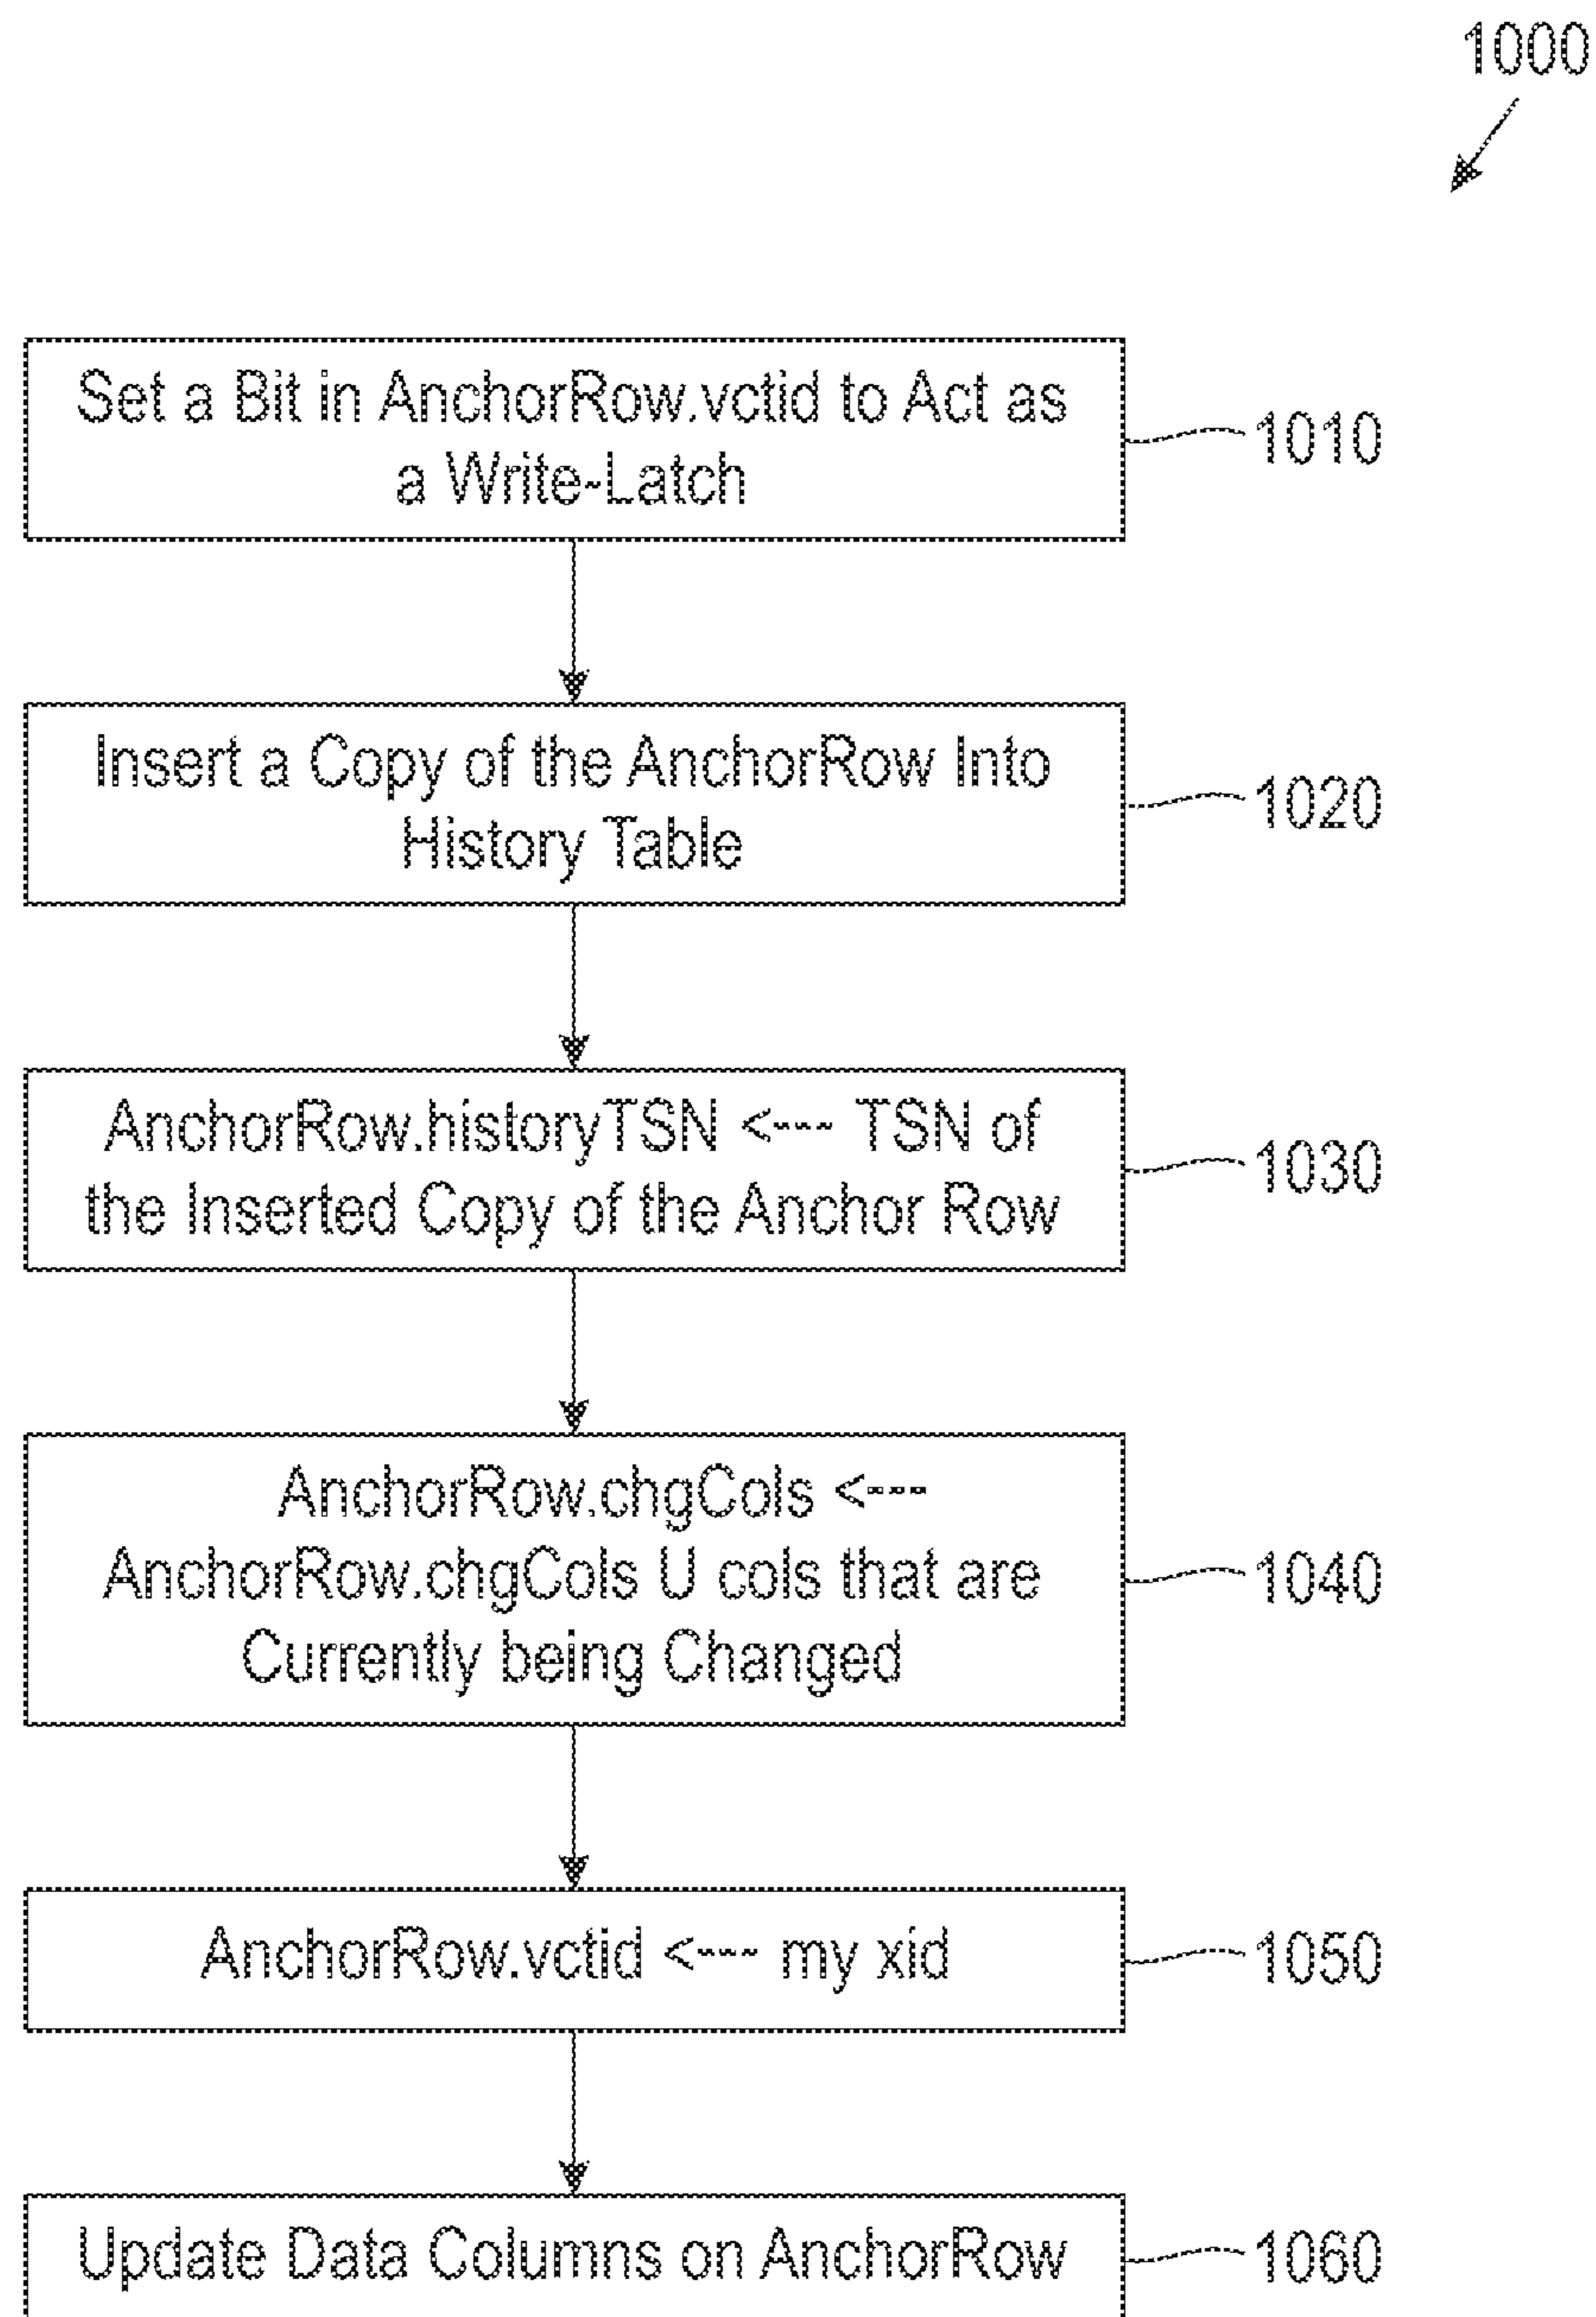 1000
Set a Bit in AnchorRow.vctid to Act as
a Write-Latch
1010
Insert a Copy of the AnchorRow Into
History Table
1020
AnchorRow.historyTSN <--- TSN of
the Inserted Copy of the Anchor Row
1030
AnchorRow.chgCols <---
AnchorRow.chgCols U cols that are
Currently being Changed
1040
AnchorRow.vctid <--- my xid
1050
Update Data Columns on AnchorRow
1060